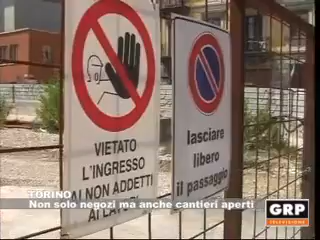 VIETATO
L'INGRESSO
AI NON ADDETTI
AI LAVORI
lasciare
libero
il passaggio
TORINO
Non solo negozi ma anche cantieri aperti
GRP
TELEVISIONE